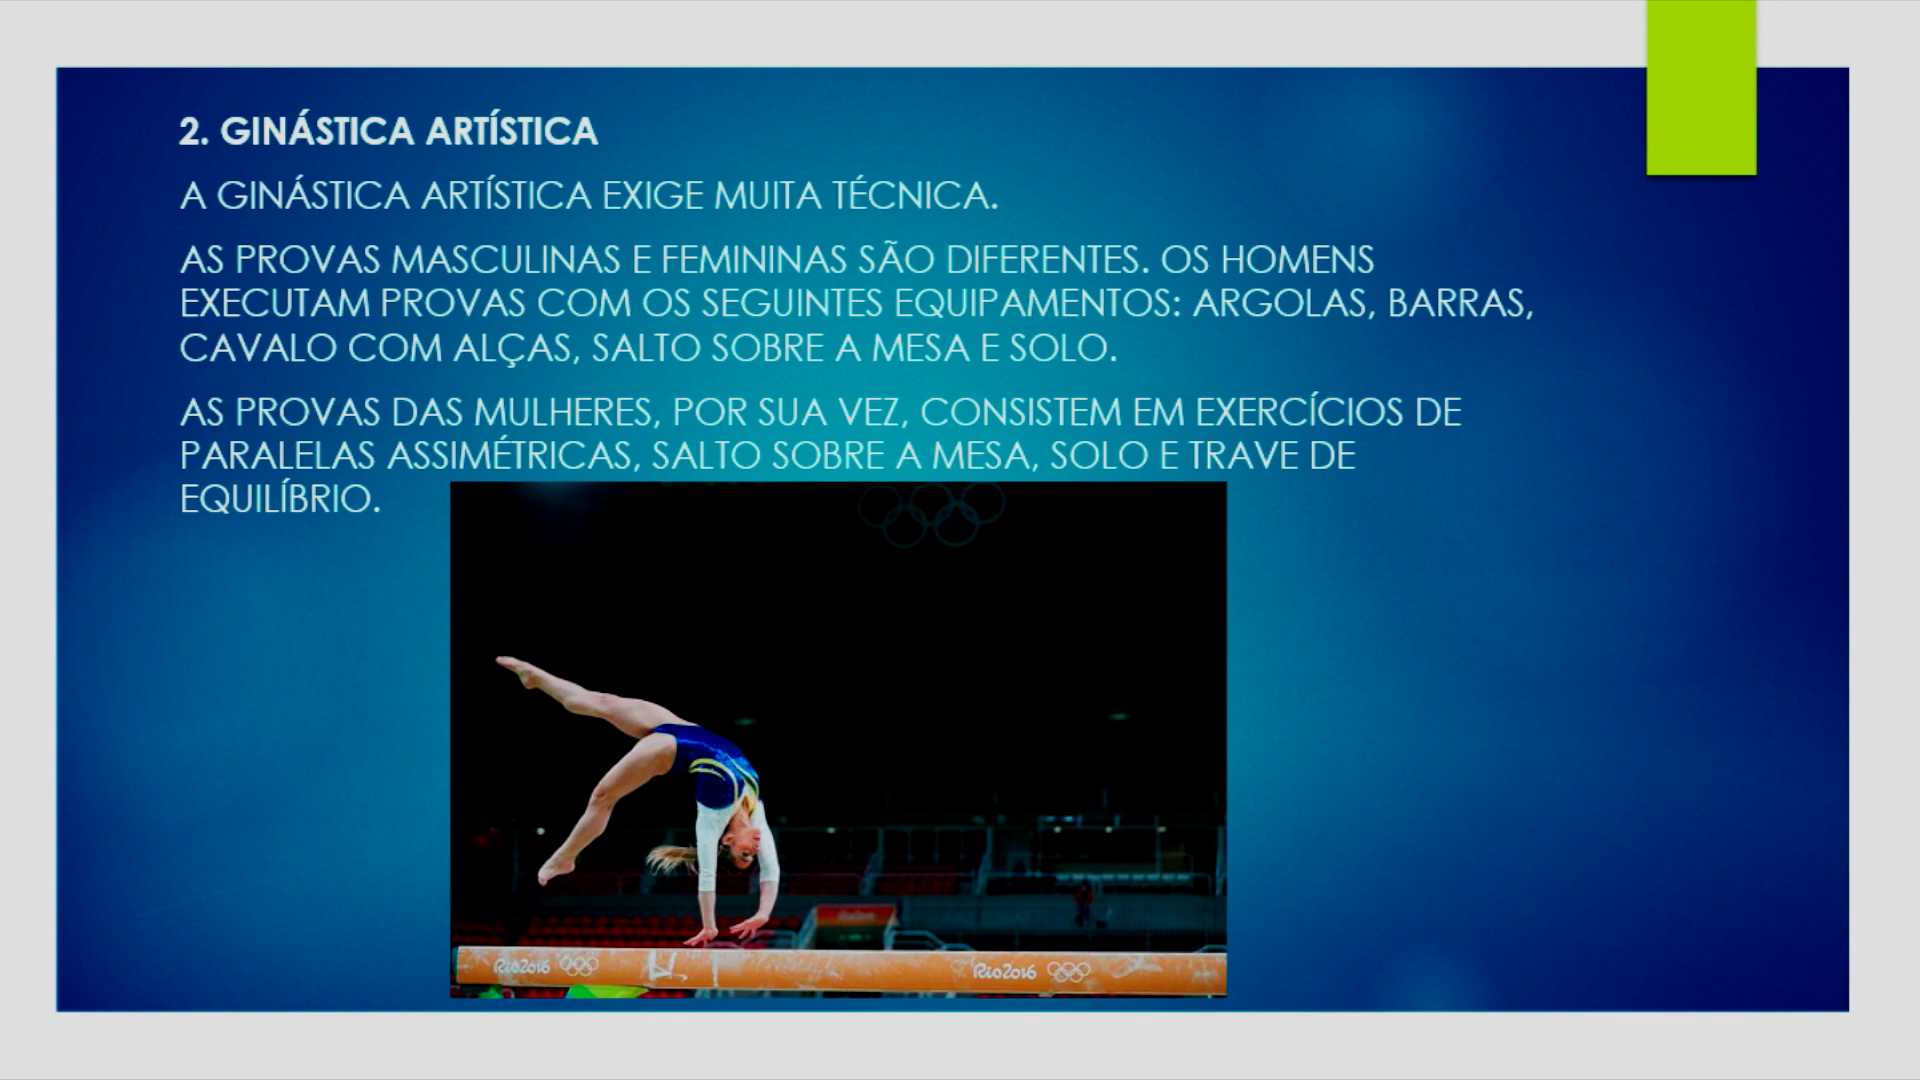 2. GINÁSTICA ARTÍSTICA
A GINÁSTICA ARTÍSTICA EXIGE MUITA TÉCNICA.
AS PROVAS MASCULINAS E FEMININAS SÃO DIFERENTES. OS HOMENS
EXECUTAM PROVAS COM OS SEGUINTES EQUIPAMENTOS: ARGOLAS, BARRAS,
CAVALO COM ALÇAS, SALTO SOBRE A MESA E SOLO.
AS PROVAS DAS MULHERES, POR SUA VEZ, CONSISTEM EM EXERCÍCIOS DE
PARALELAS ASSIMÉTRICAS, SALTO SOBRE A MESA, SOLO E TRAVE DE
EQUILÍBRIO.
Rio2016 Rio2016